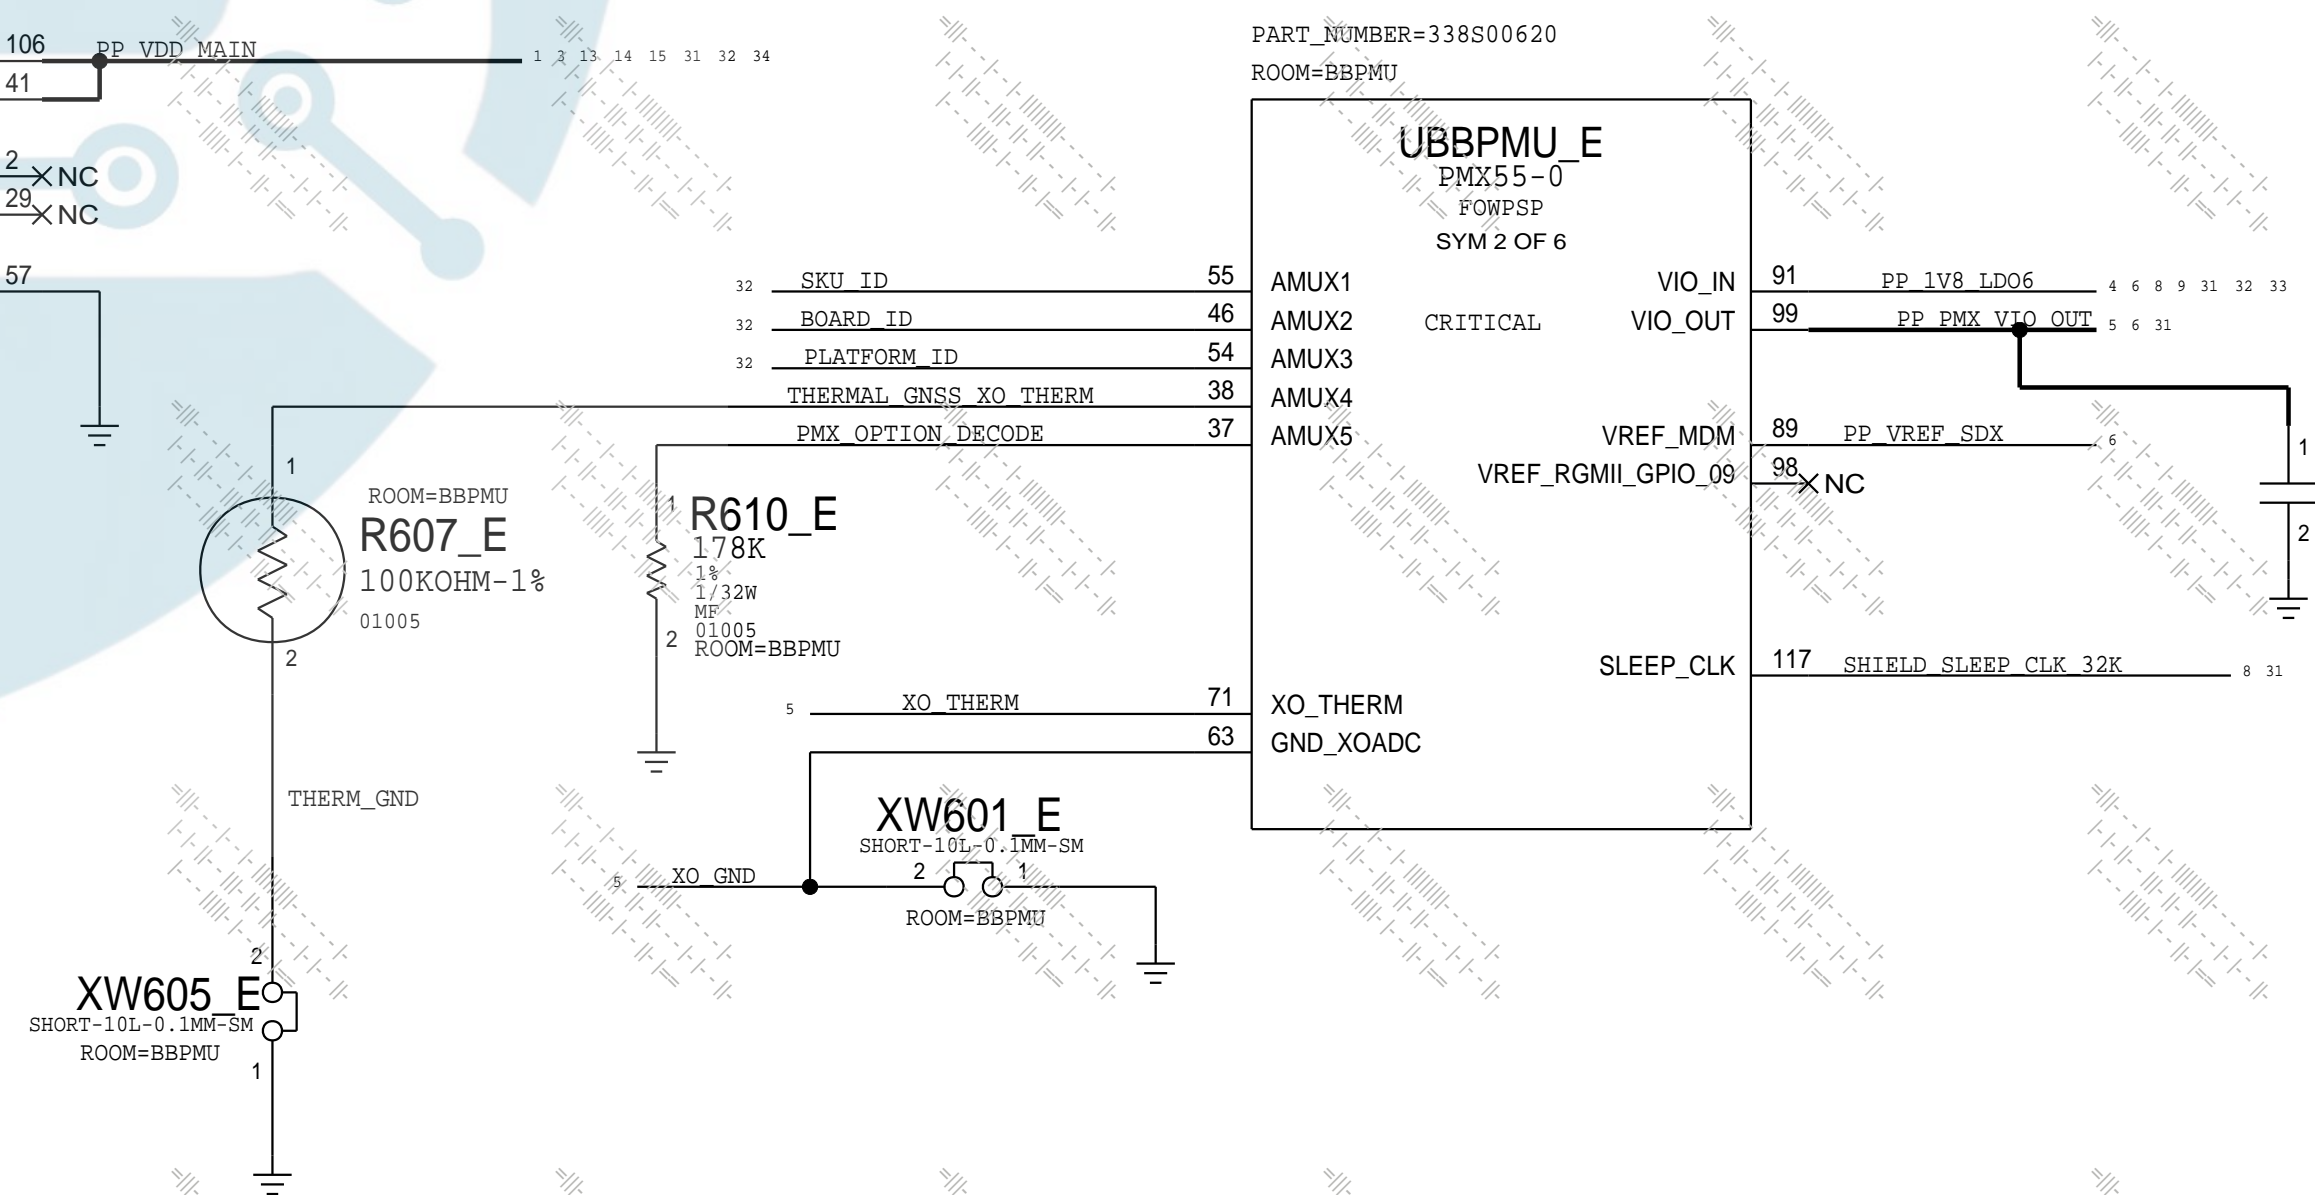 106 PP_VDD_MAIN 1 3 13 14 15 31 32 34
41
2 NC
29 NC
57
PART_NUMBER=338S00620
ROOM=BBPMU
UBBPMU_E
PMX55-0
FOWPSP
SYM 2 OF 6
CRITICAL
32 SKU_ID 55 AMUX1
32 BOARD_ID 46 AMUX2
32 PLATFORM_ID 54 AMUX3
THERMAL_GNSS_XO_THERM 38 AMUX4
PMX_OPTION_DECODE 37 AMUX5
VIO_IN 91 PP_1V8_LDO6 4 6 8 9 31 32 33
VIO_OUT 99 PP_PMX_VIO_OUT 5 6 31
VREF_MDM 89 PP_VREF_SDX 6
VREF_RGMII_GPIO_09 98 NC
1
2
SLEEP_CLK 117 SHIELD_SLEEP_CLK_32K 8 31
5 XO_THERM 71 XO_THERM
63 GND_XOADC
1
ROOM=BBPMU
R607_E
100KOHM-1%
01005
2
1
R610_E
178K
1%
1/32W
MF
01005
2
ROOM=BBPMU
THERM_GND
XW601_E
SHORT-10L-0.1MM-SM
5 XO_GND 2 1
ROOM=BBPMU
2
XW605_E
SHORT-10L-0.1MM-SM
ROOM=BBPMU
1